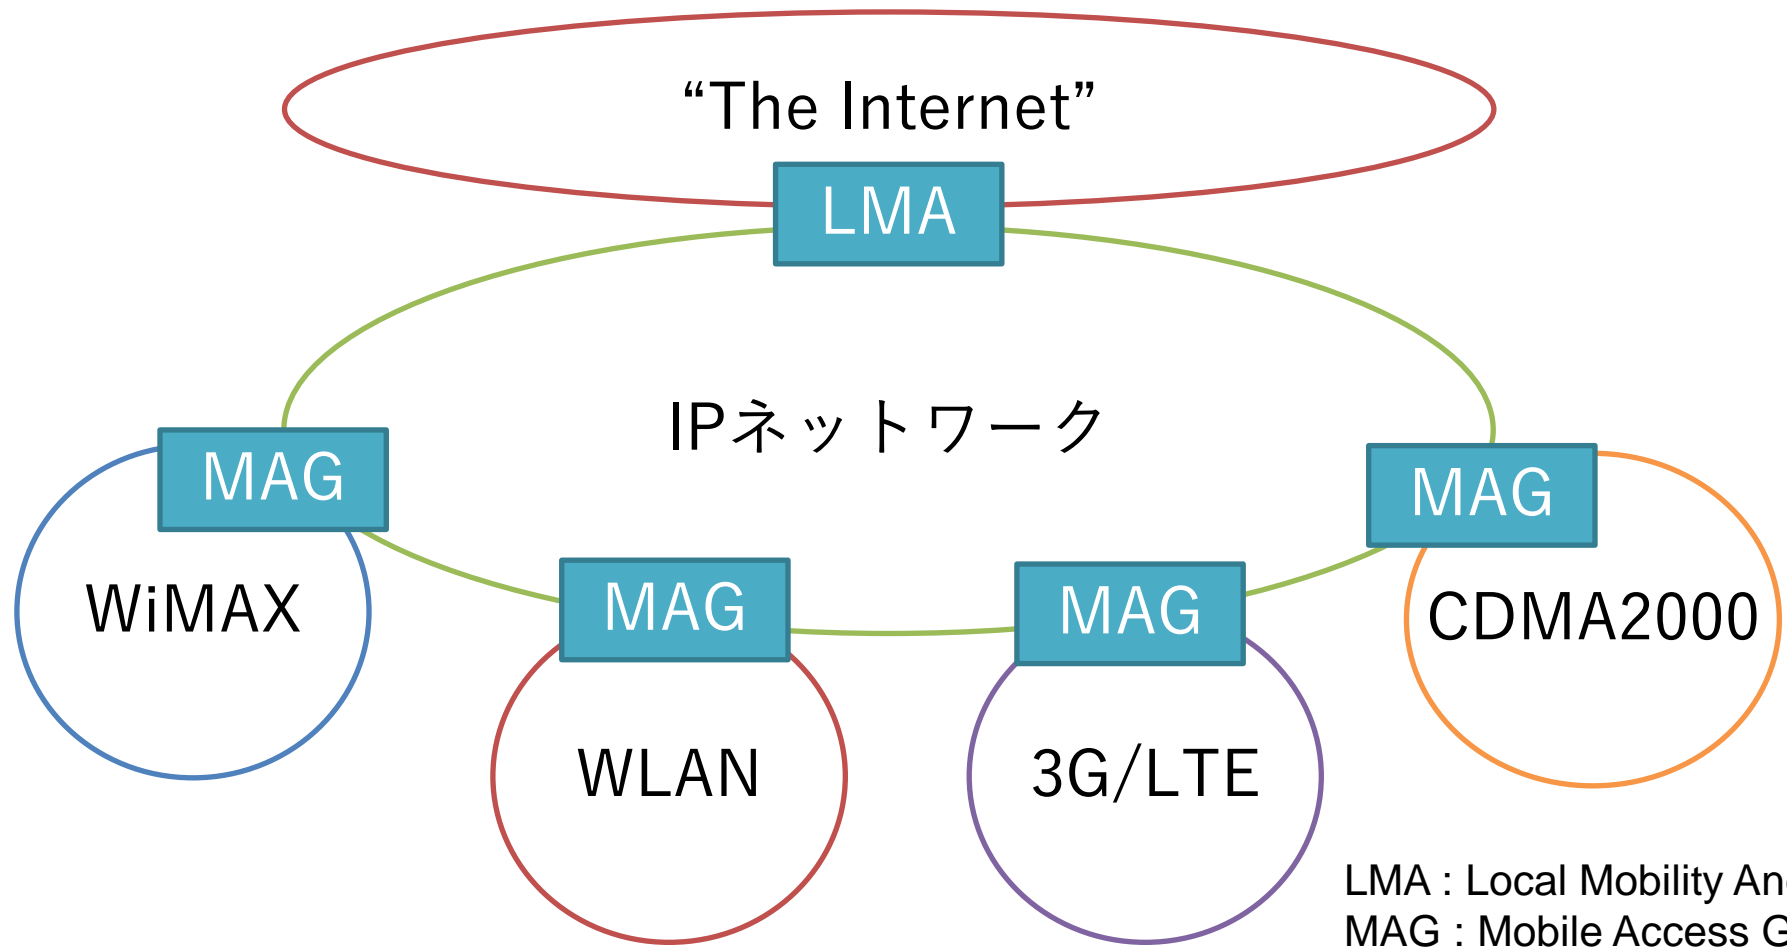 “The Internet”
LMA
IPネットワーク
MAG
MAG
MAG
MAG
WiMAX
WLAN
3G/LTE
CDMA2000
LMA : Local Mobility
MAG : Mobile Access